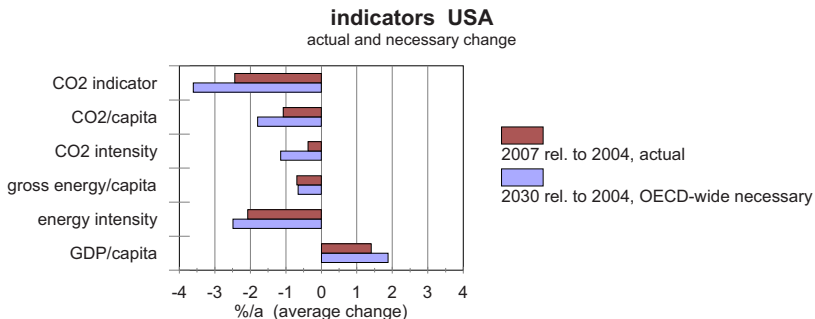 indicators USA
actual and necessary change
CO2 indicator
CO2/capita
CO2 intensity
gross energy/capita
energy intensity
GDP/capita
-4 -3 -2 -1 0 1 2 3 4
%/a (average change)
2007 rel. to 2004, actual
2030 rel. to 2004, OECD-wide necessary